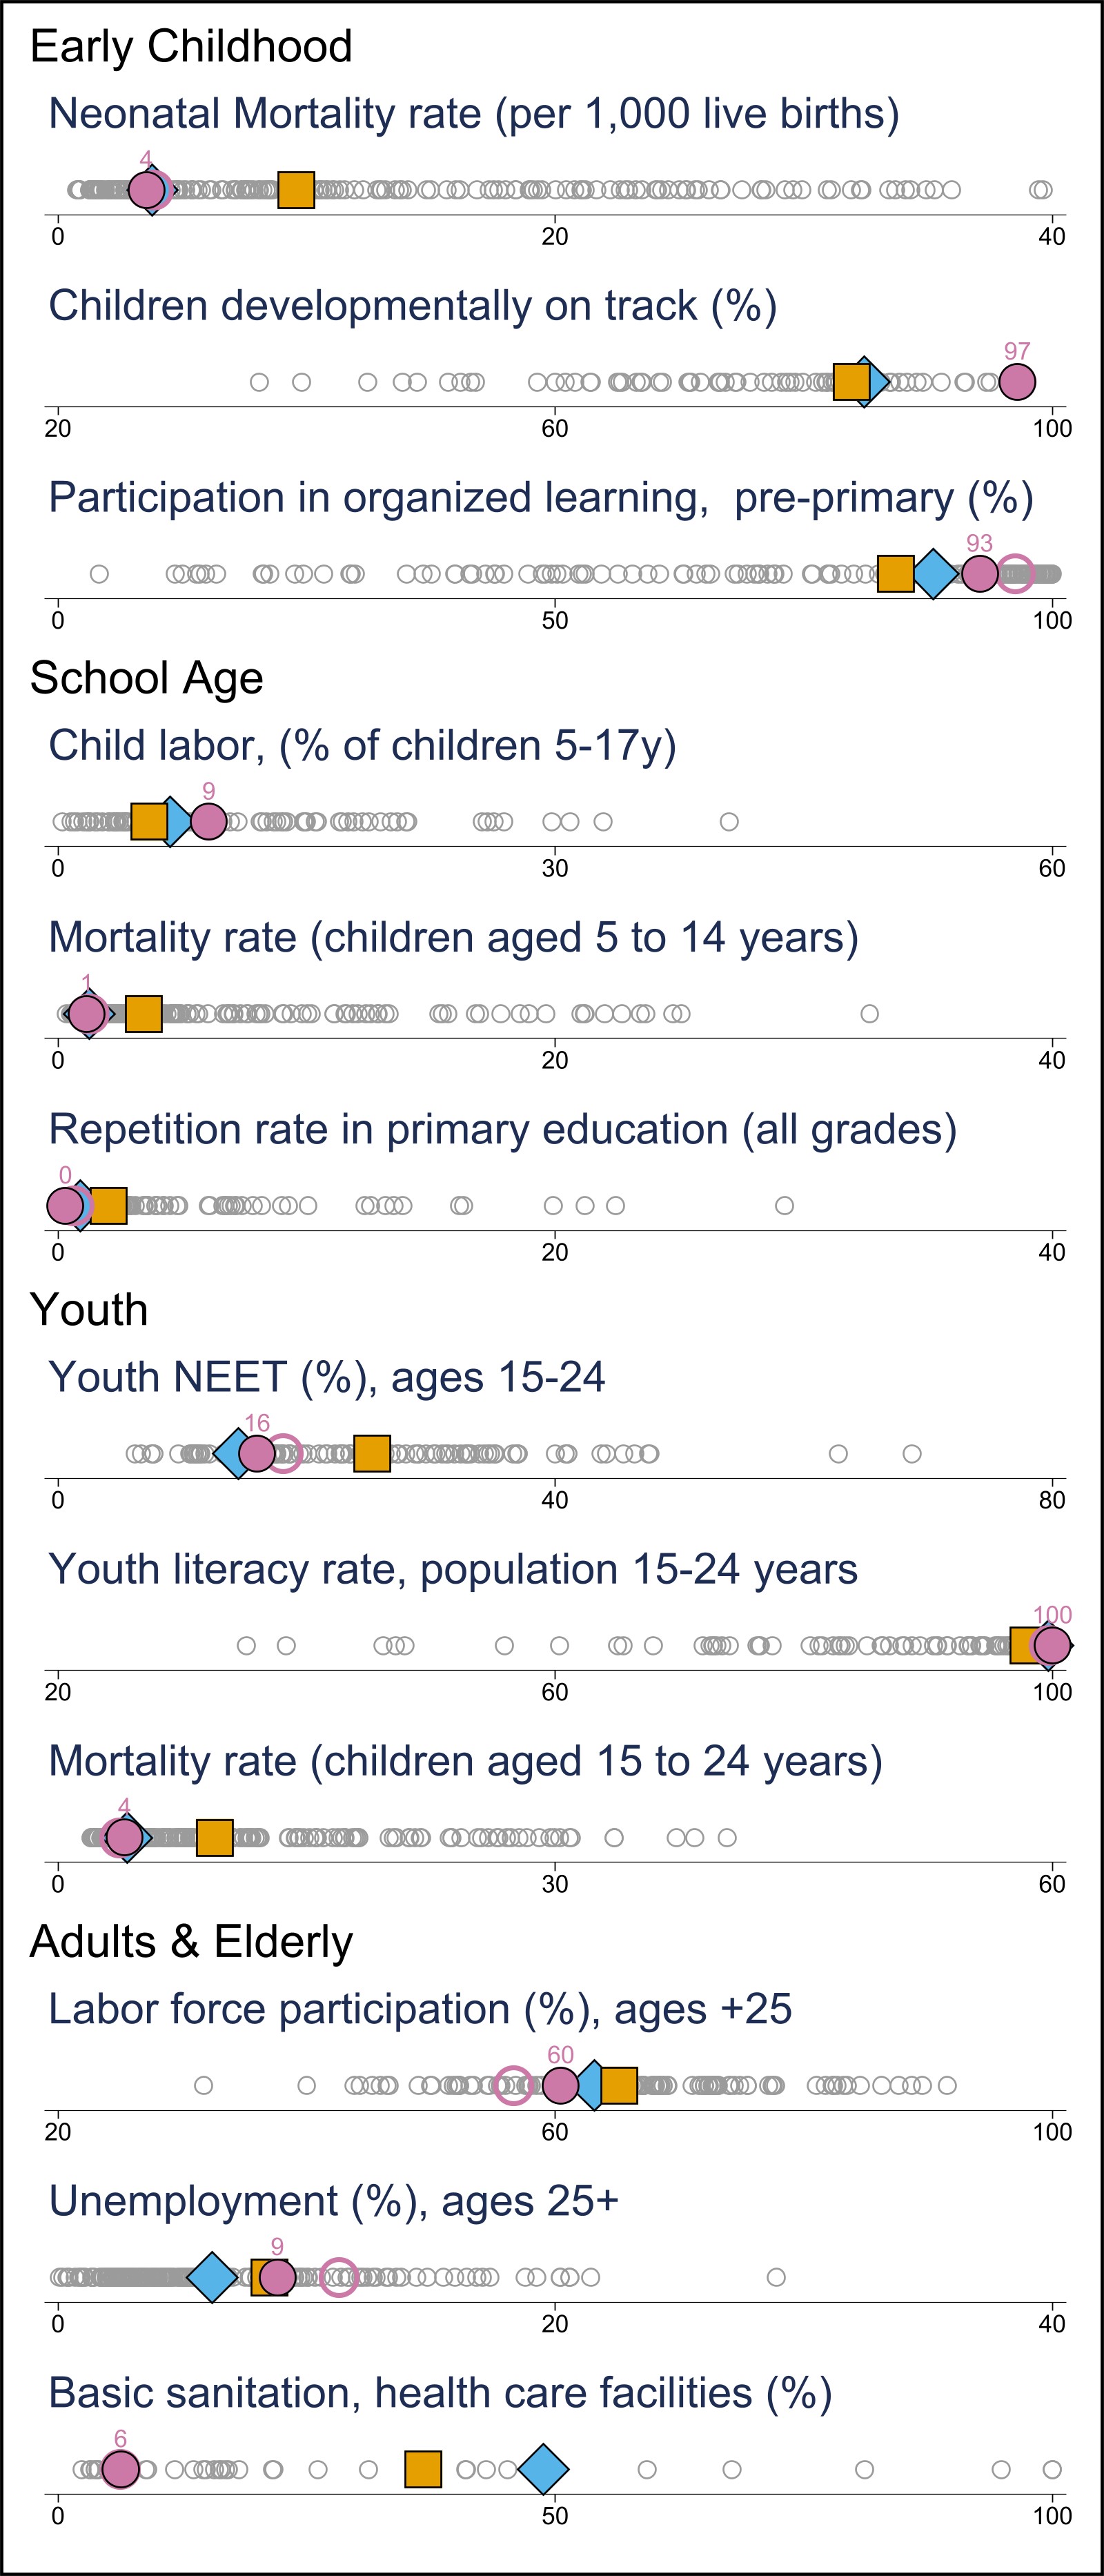 Early Childhood
Neonatal Mortality rate (per 1,000 live births)
4
0 20 40
Children developmentally on track (%)
97
20 60 100
Participation in organized learning,  pre-primary (%)
93
0 50 100
School Age
Child labor, (% of children 5-17y)
9
0 30 60
Mortality rate (children aged 5 to 14 years)
1
0 20 40
Repetition rate in primary education (all grades)
0
0 20 40
Youth
Youth NEET (%), ages 15-24
16
0 40 80
Youth literacy rate, population 15-24 years
100
20 60 100
Mortality rate (children aged 15 to 24 years)
4
0 30 60
Adults & Elderly
Labor force participation (%), ages +25
60
20 60 100
Unemployment (%), ages 25+
9
0 20 40
Basic sanitation, health care facilities (%)
6
0 50 100